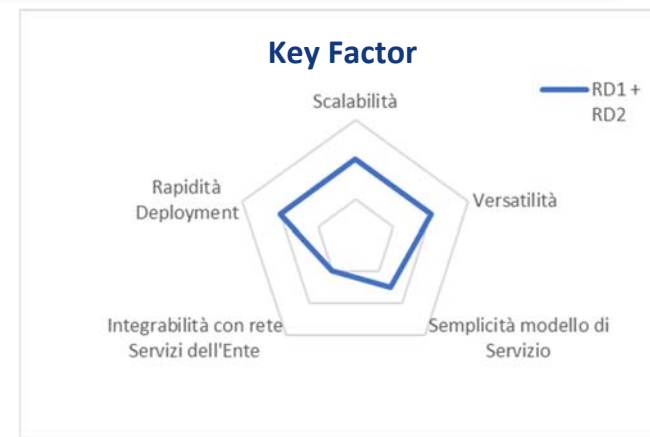 Key Factor
Scalabilità
RD1 +
RD2
Rapidità
Deployment
Versatilità
Integrabilità con rete
Servizi dell'Ente
Semplicità modello di
Servizio